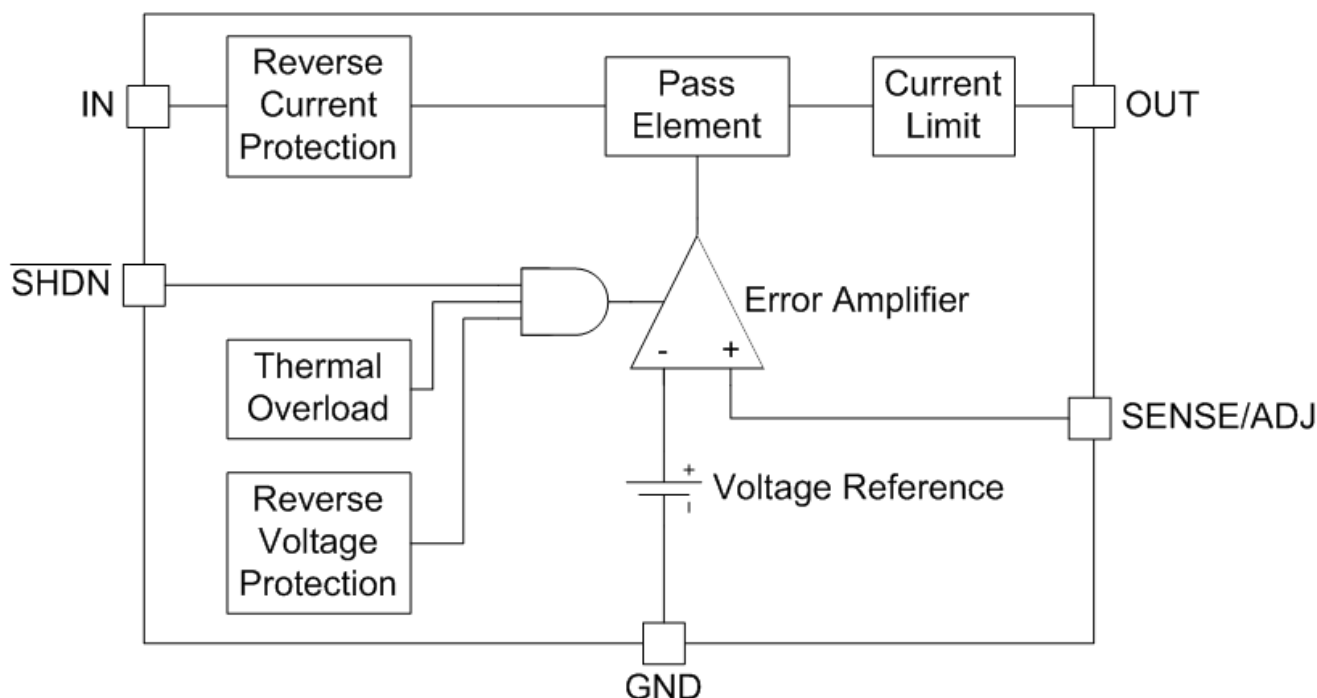 Reverse
Current
Protection
Pass
Element
Current
Limit
IN
OUT
SHDN
Error Amplifier
- +
Thermal
Overload
SENSE/ADJ
Reverse
Voltage
Protection
+
Voltage Reference
-
GND